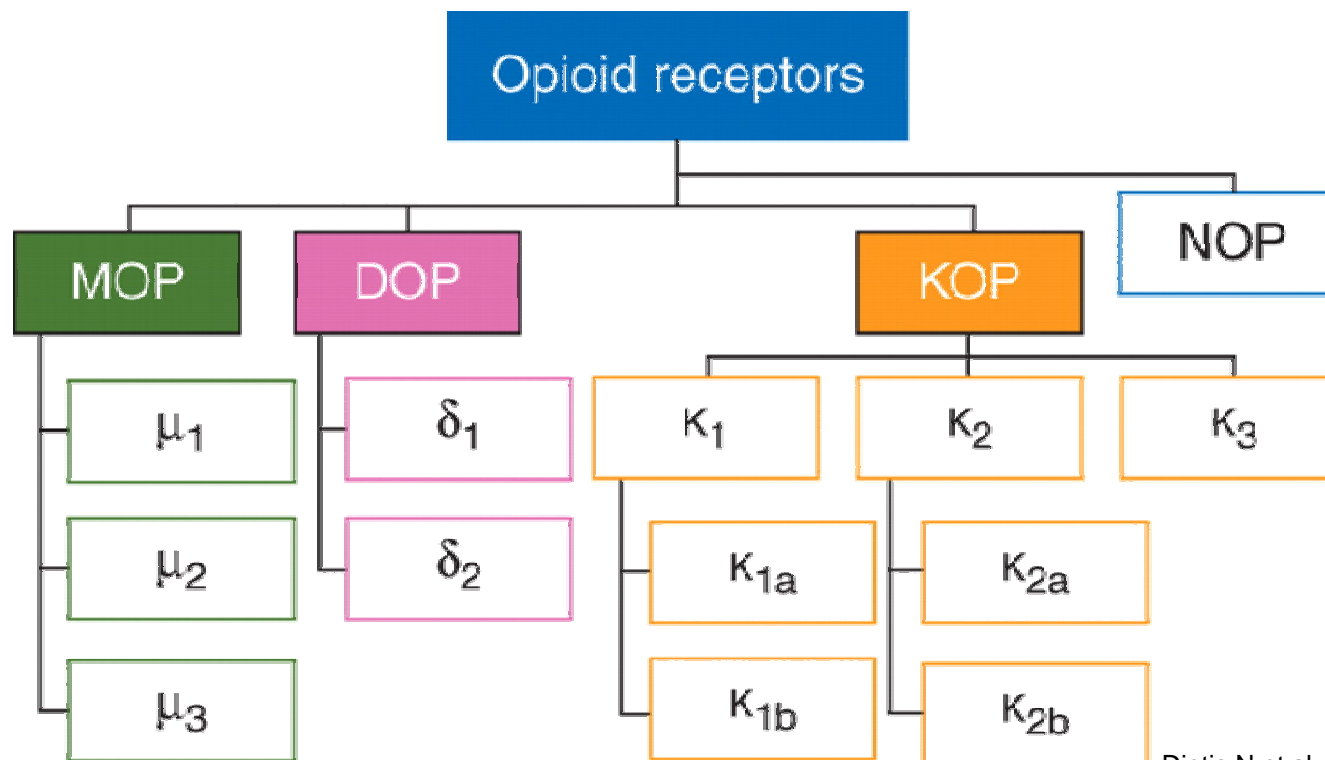 Opioid receptors
MOP
DOP
KOP
NOP
μ1
δ1
κ1
κ2
κ3
μ2
δ2
κ1a
κ2a
μ3
κ1b
κ2b